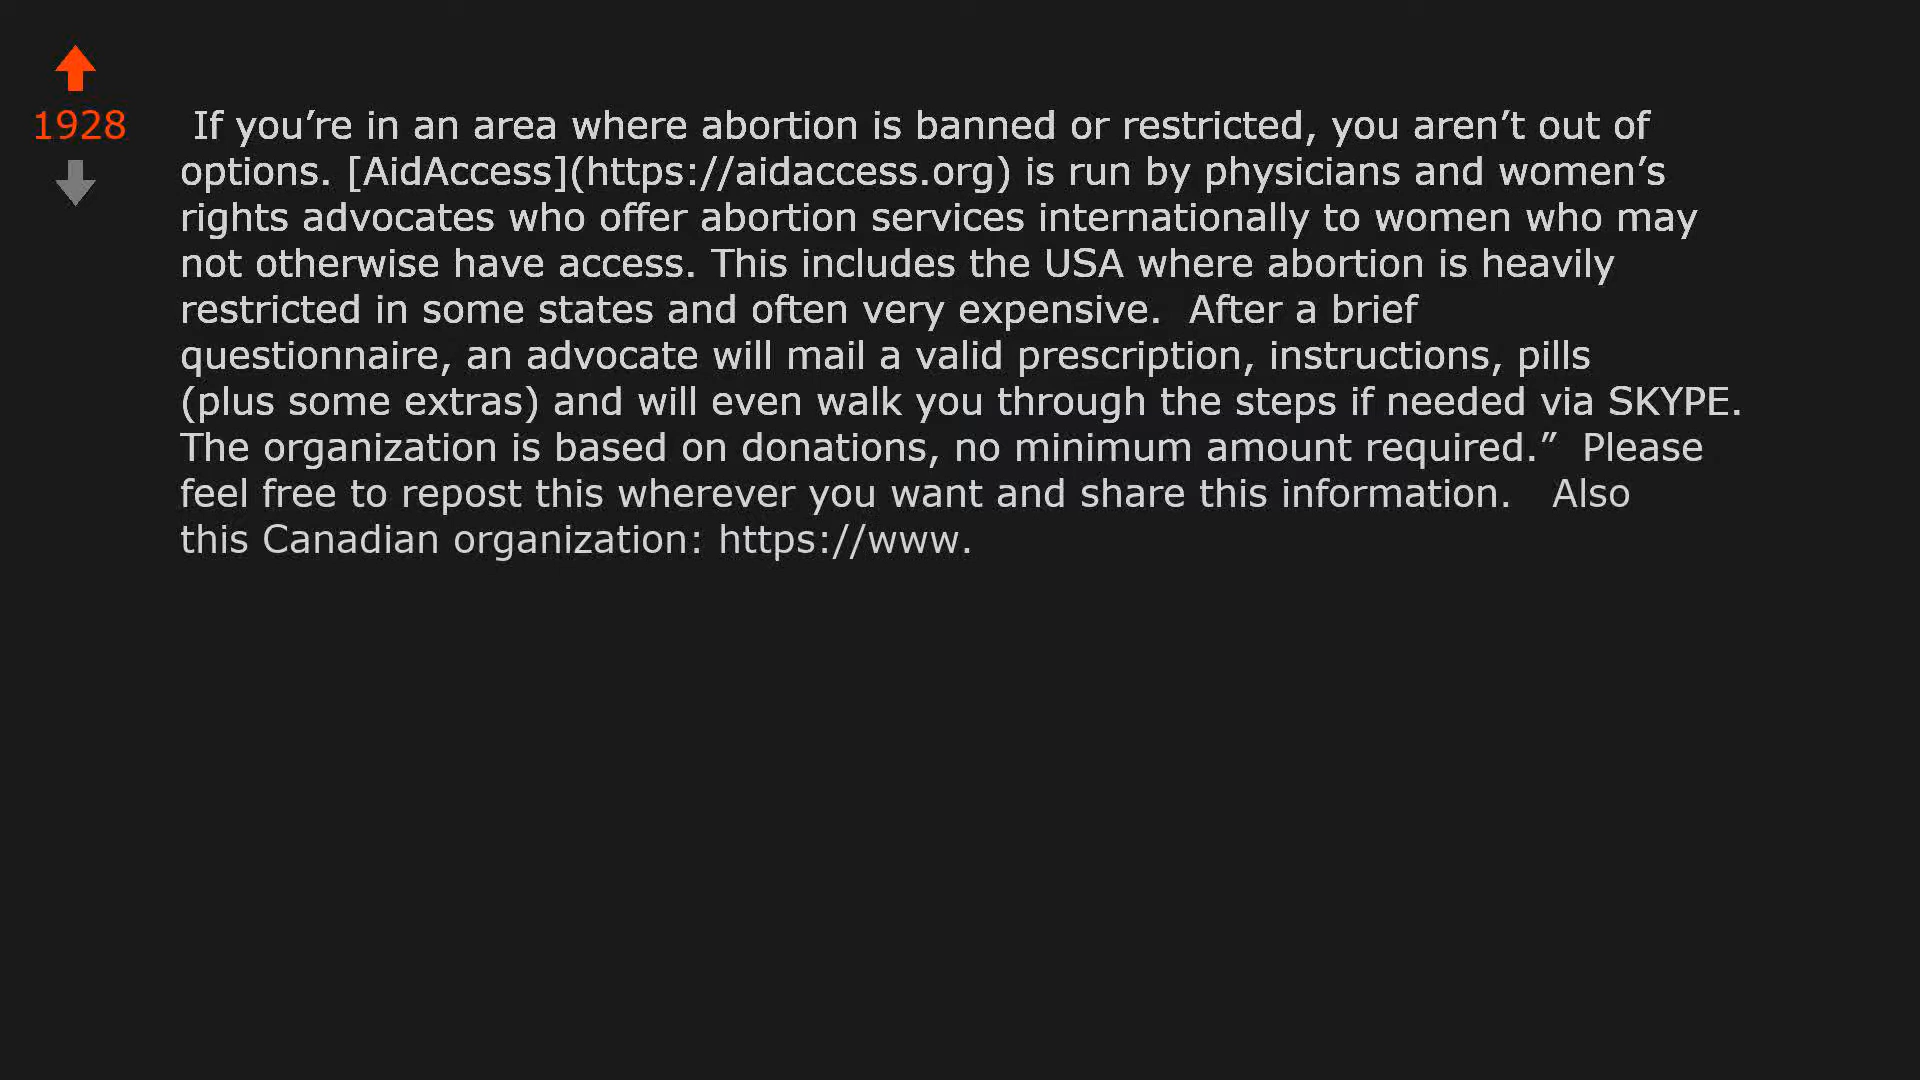 1928
If you’re in an area where abortion is banned or restricted, you aren’t out of
options. [AidAccess](https://aidaccess.org) is run by physicians and women’s
rights advocates who offer abortion services internationally to women who may
not otherwise have access. This includes the USA where abortion is heavily
restricted in some states and often very expensive.  After a brief
questionnaire, an advocate will mail a valid prescription, instructions, pills
(plus some extras) and will even walk you through the steps if needed via SKYPE.
The organization is based on donations, no minimum amount required.”  Please
feel free to repost this wherever you want and share this information.   Also
this Canadian organization: https://www.